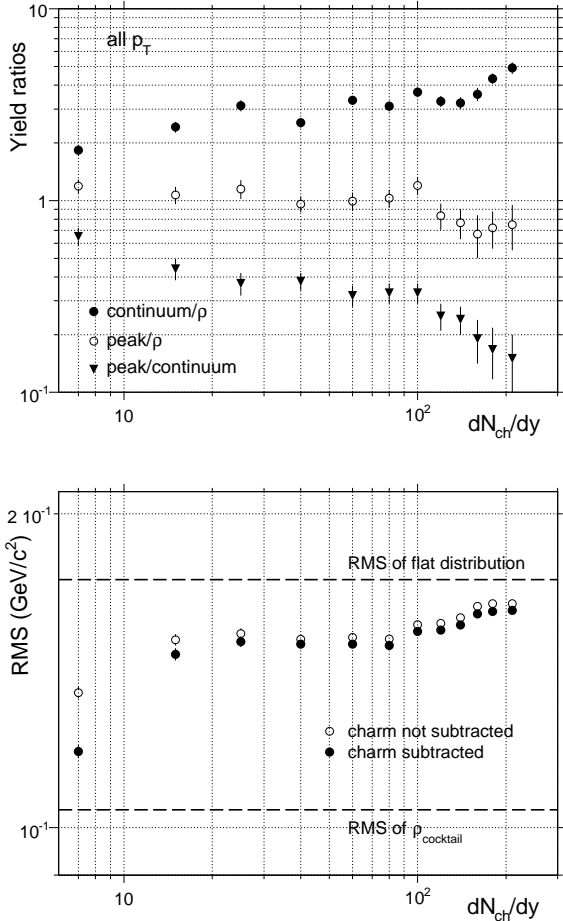 10
all p_T
Yield ratios
1
continuum/ρ
peak/ρ
peak/continuum
10^-1
10
10^2
dN_ch/dy
2 10^-1
RMS of flat distribution
RMS (GeV/c^2)
charm not subtracted
charm subtracted
10^-1
RMS of ρ_cocktail
10
10^2
dN_ch/dy